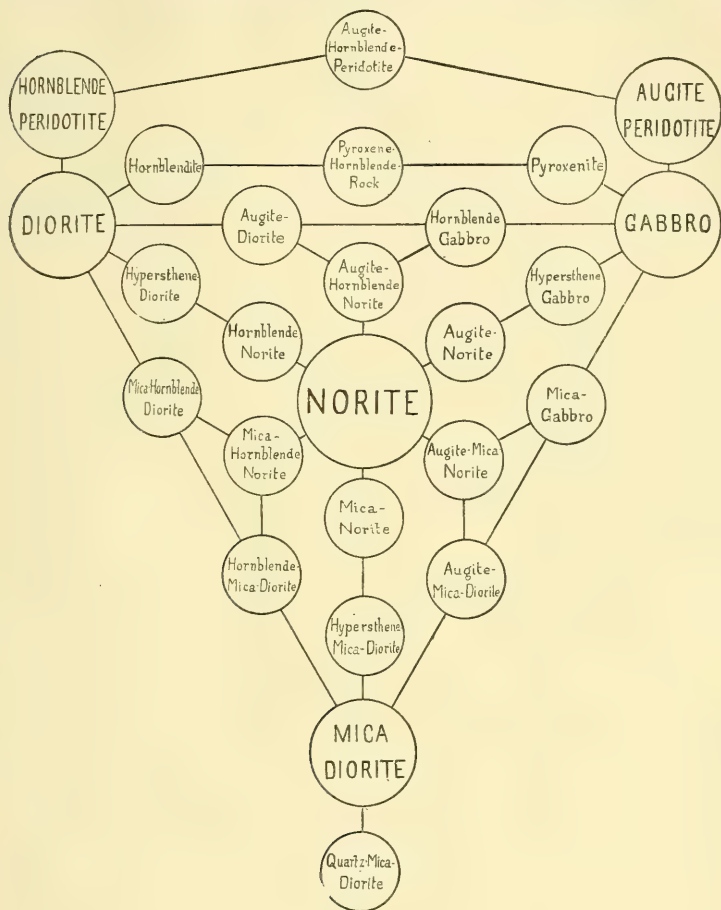 Augite-
Hornblende-
Peridotite
HORNBLENDE
PERIDOTITE
AUGITE
PERIDOTITE
Hornblendite
Pyroxene-
Hornblende-
Rock
Pyroxenite
DIORITE
Augite-
Diorite
Hornblende
Gabbro
GABBRO
Hypersthene
Diorite
Augite-
Hornblende
Norite
Hypersthene
Gabbro
Hornblende
Norite
Augite-
Norite
NORITE
Mica-Hornblende
Diorite
Mica-
Gabbro
Mica-
Hornblende
Norite
Augite-Mica
Norite
Mica-
Norite
Hornblende-
Mica-Diorite
Augite-
Mica-Diorite
Hypersthene
Mica-Diorite
MICA
DIORITE
Quartz-Mica-
Diorite